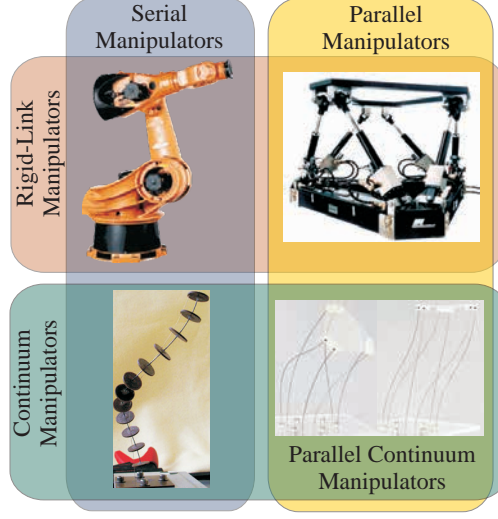 Serial
Manipulators
Parallel
Manipulators
Rigid-Link
Manipulators
Continuum
Manipulators
Parallel Continuum
Manipulators